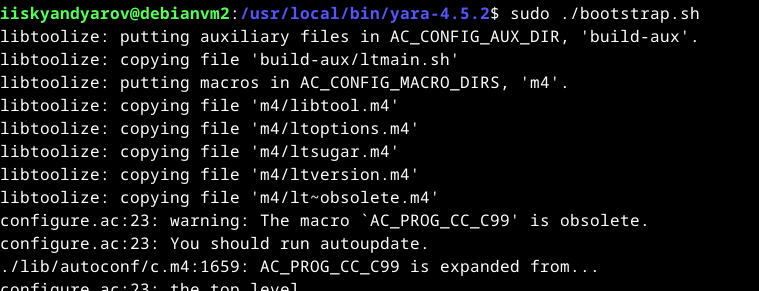 iiskyandyarov@debianvm2:/usr/local/bin/yara-4.5.2$ sudo ./bootstrap.sh
libtoolize: putting auxiliary files in AC_CONFIG_AUX_DIR, 'build-aux'.
libtoolize: copying file 'build-aux/ltmain.sh'
libtoolize: putting macros in AC_CONFIG_MACRO_DIRS, 'm4'.
libtoolize: copying file 'm4/libtool.m4'
libtoolize: copying file 'm4/ltoptions.m4'
libtoolize: copying file 'm4/ltsugar.m4'
libtoolize: copying file 'm4/ltversion.m4'
libtoolize: copying file 'm4/lt~obsolete.m4'
configure.ac:23: warning: The macro `AC_PROG_CC_C99' is obsolete.
configure.ac:23: You should run autoupdate.
./lib/autoconf/c.m4:1659: AC_PROG_CC_C99 is expanded from...
configure.ac:23: the top level